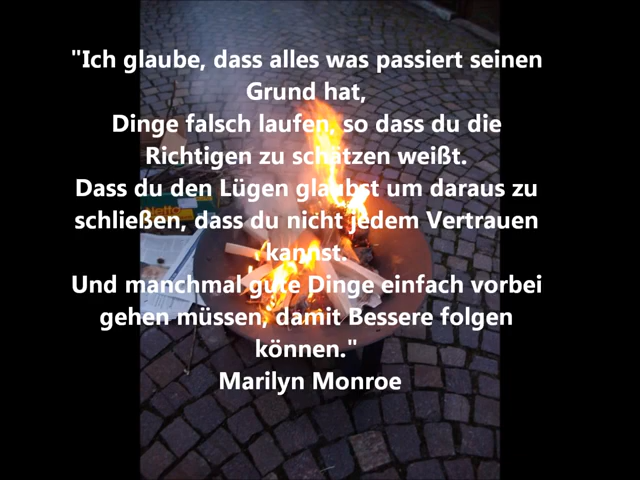 "Ich glaube, dass alles was passiert seinen
Grund hat,
Dinge falsch laufen, so dass du die
Richtigen zu schätzen weißt.
Dass du den Lügen glaubst um daraus zu
schließen, dass du nicht jedem Vertrauen
kannst.
Und manchmal gute Dinge einfach vorbei
gehen müssen, damit Bessere folgen
können."
Marilyn Monroe
Netto